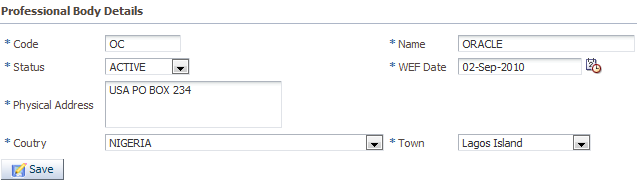 Professional Body Details
* Code OC * Name ORACLE
* Status ACTIVE * WEF Date 02-Sep-2010
* Physical Address USA PO BOX 234
* Coutry NIGERIA * Town Lagos Island
Save